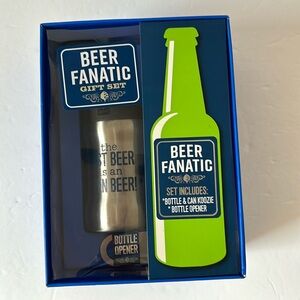 BEER
FANATIC
GIFT SET
the
ST BEER
is an
N BEER!
BOTTLE
OPENER
BEER
FANATIC
SET INCLUDES:
*BOTTLE & CAN KOOZIE
*BOTTLE OPENER